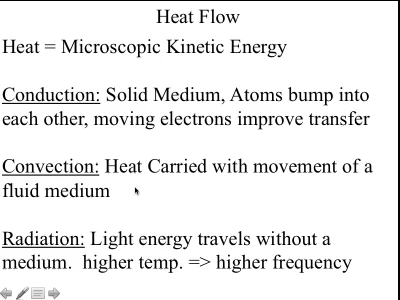 Heat Flow
Heat = Microscopic Kinetic Energy
Conduction: Solid Medium, Atoms bump into
each other, moving electrons improve transfer
Convection: Heat Carried with movement of a
fluid medium
Radiation: Light energy travels without a
medium.  higher temp. => higher frequency